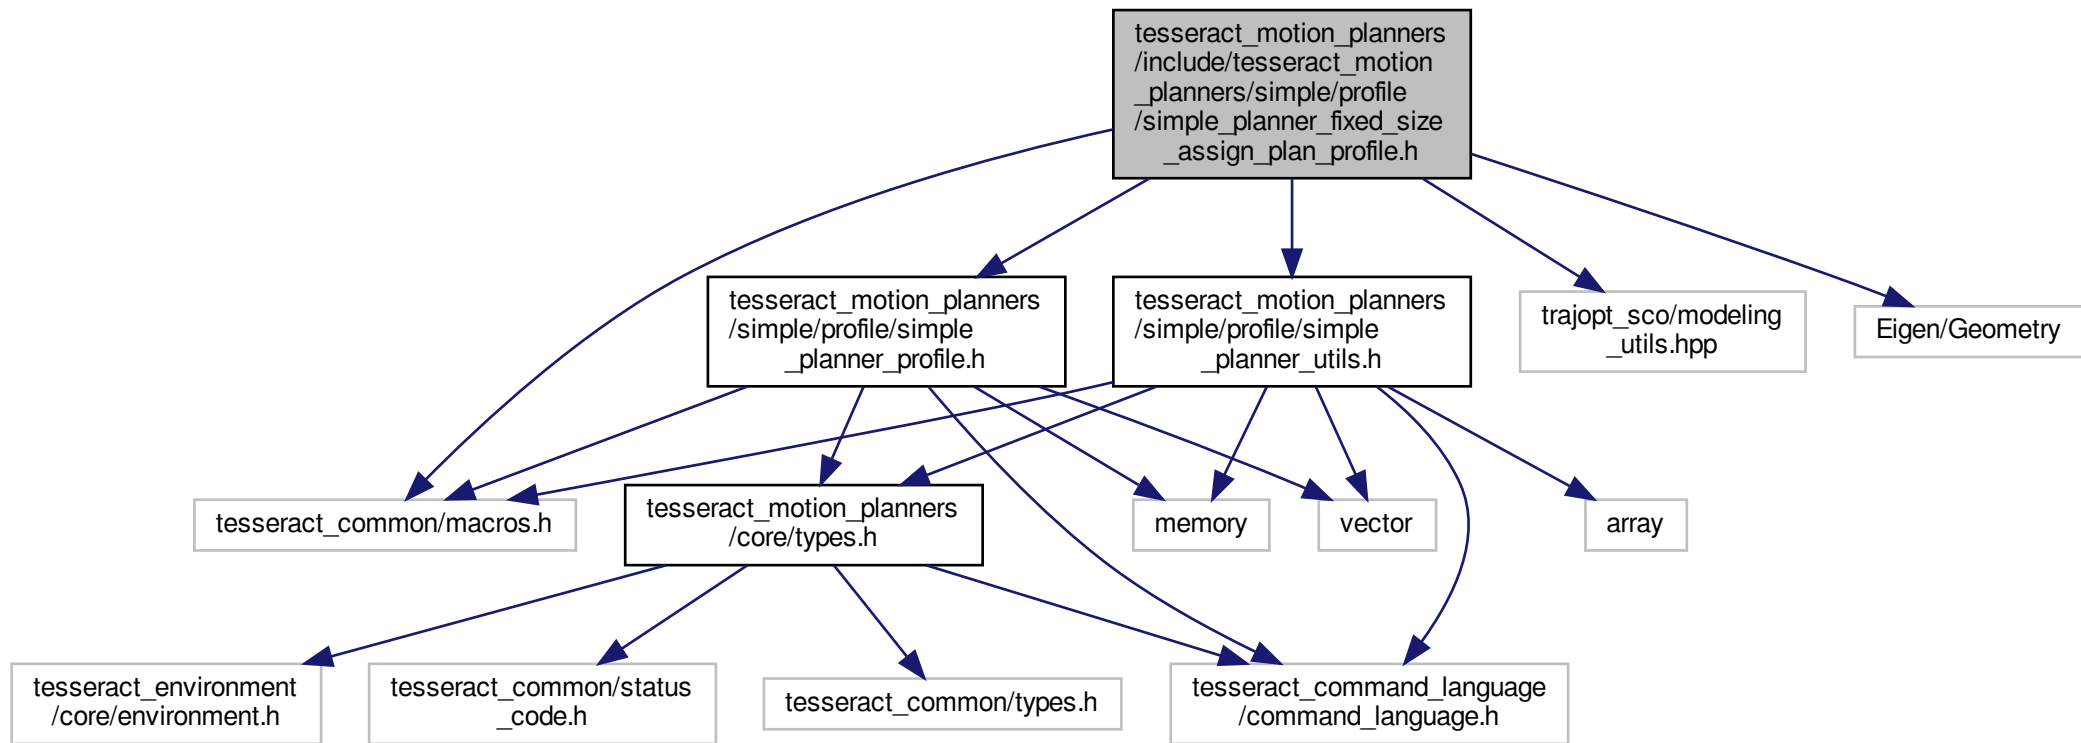 tesseract_motion_planners
/include/tesseract_motion
_planners/simple/profile
/simple_planner_fixed_size
_assign_plan_profile.h
tesseract_motion_planners
/simple/profile/simple
_planner_profile.h
tesseract_motion_planners
/simple/profile/simple
_planner_utils.h
trajopt_sco/modeling
_utils.hpp
Eigen/Geometry
tesseract_common/macros.h
tesseract_motion_planners
/core/types.h
memory
vector
array
tesseract_environment
/core/environment.h
tesseract_common/status
_code.h
tesseract_common/types.h
tesseract_command_language
/command_language.h